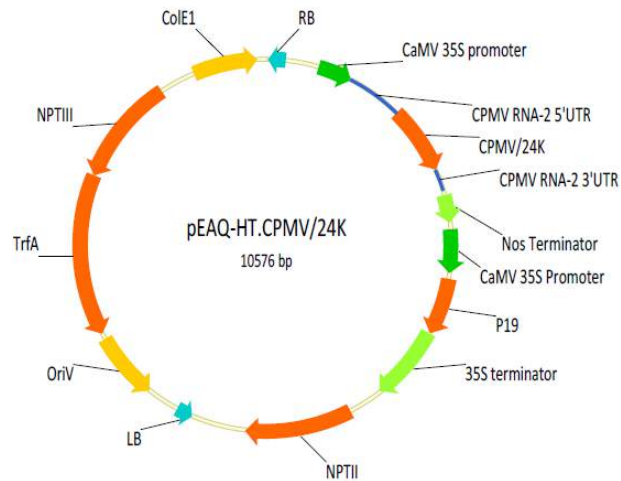 ColE1
RB
CaMV 35S promoter
CPMV RNA-2 5'UTR
CPMV/24K
CPMV RNA-2 3'UTR
Nos Terminator
CaMV 35S Promoter
P19
35S terminator
NPTII
LB
OriV
TrfA
NPTIII
pEAQ-HT.CPMV/24K
10576 bp